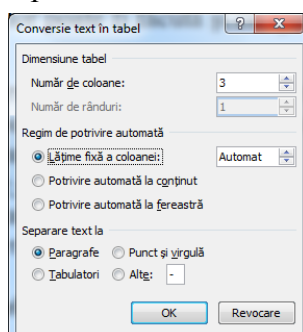 Conversie text în tabel
Dimensiune tabel
Număr de coloane: 3
Număr de rânduri: 1
Regim de potrivire automată
Lățime fixă a coloanei: Automat
Potrivire automată la conținut
Potrivire automată la fereastră
Separare text la
Paragrafe Punct și virgulă
Tabulatori Alte: -
OK Revocare